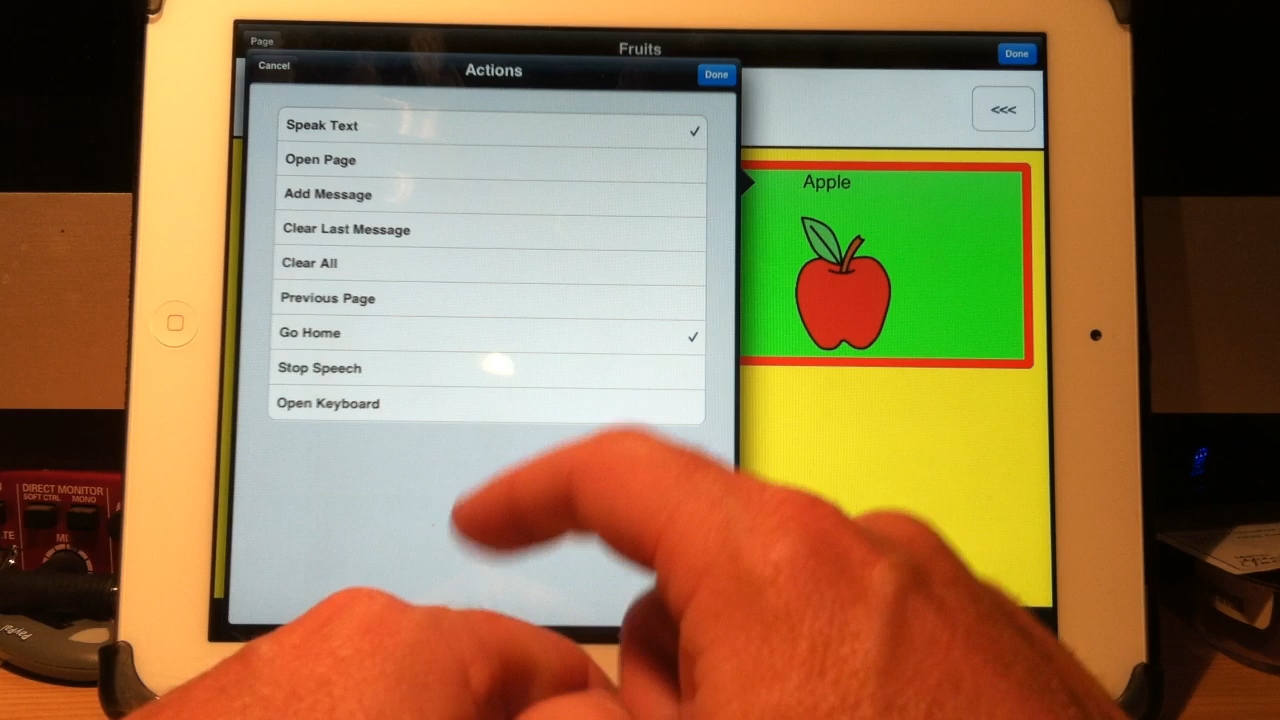 Page
Fruits
Done
Cancel
Actions
Done
<<<
Speak Text
Open Page
Add Message
Clear Last Message
Clear All
Previous Page
Go Home
Stop Speech
Open Keyboard
Apple
DIRECT MONITOR
SOFT CTRL MONO
PayPal